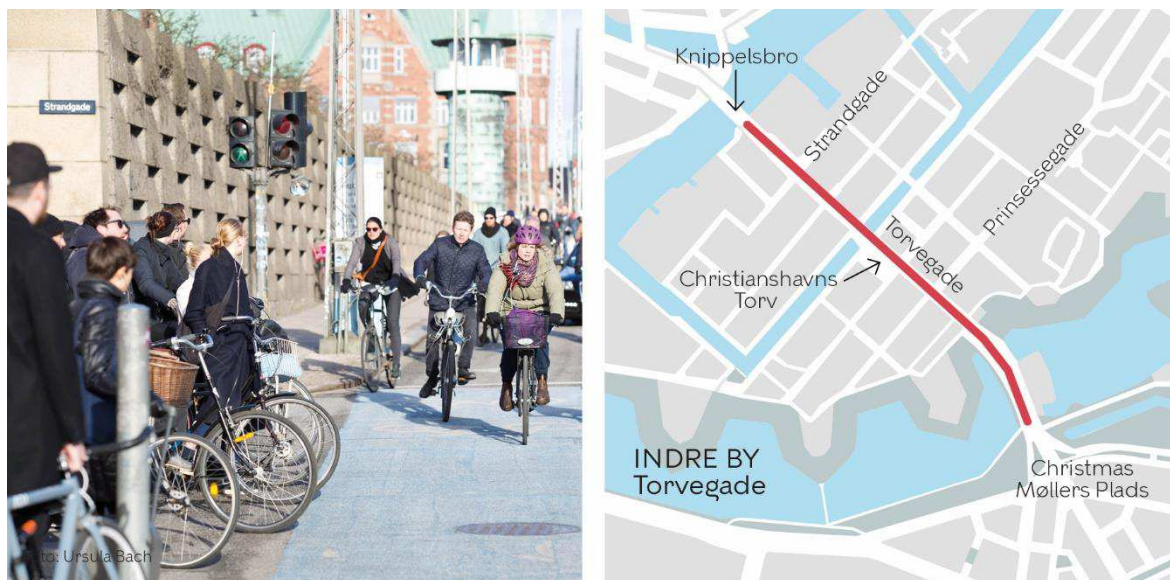 Strandgade
Foto: Ursula Bach
Knippelsbro
Strandgade
Prinsessegade
Torvegade
Christianshavns
Torv
INDRE BY
Torvegade
Christmas
Møllers Plads